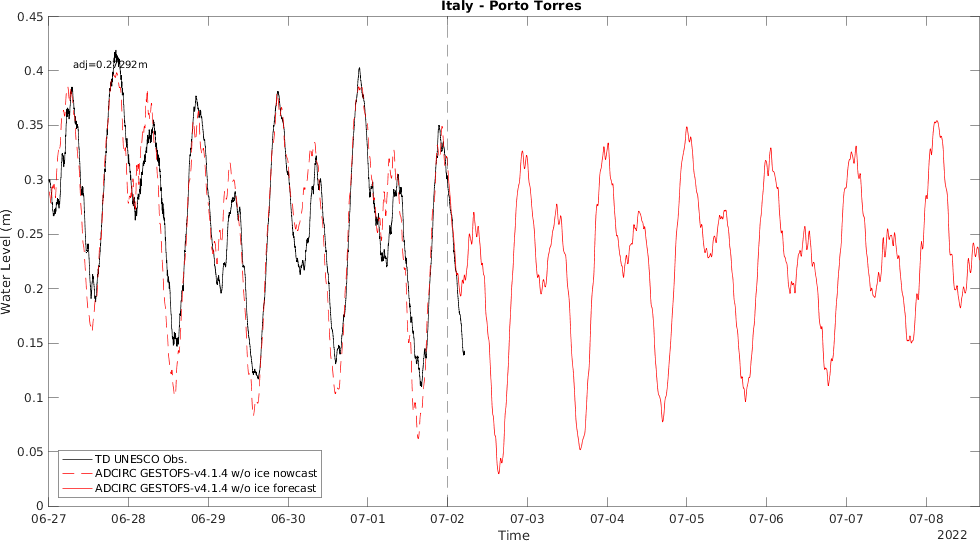 Italy - Porto Torres
0.45
0.4
0.35
0.3
0.25
0.2
0.15
0.1
0.05
0
Water Level (m)
adj=0.27292m
TD UNESCO Obs.
ADCIRC GESTOFS-v4.1.4 w/o ice nowcast
ADCIRC GESTOFS-v4.1.4 w/o ice forecast
06-27 06-28 06-29 06-30 07-01 07-02 07-03 07-04 07-05 07-06 07-07 07-08
Time
2022